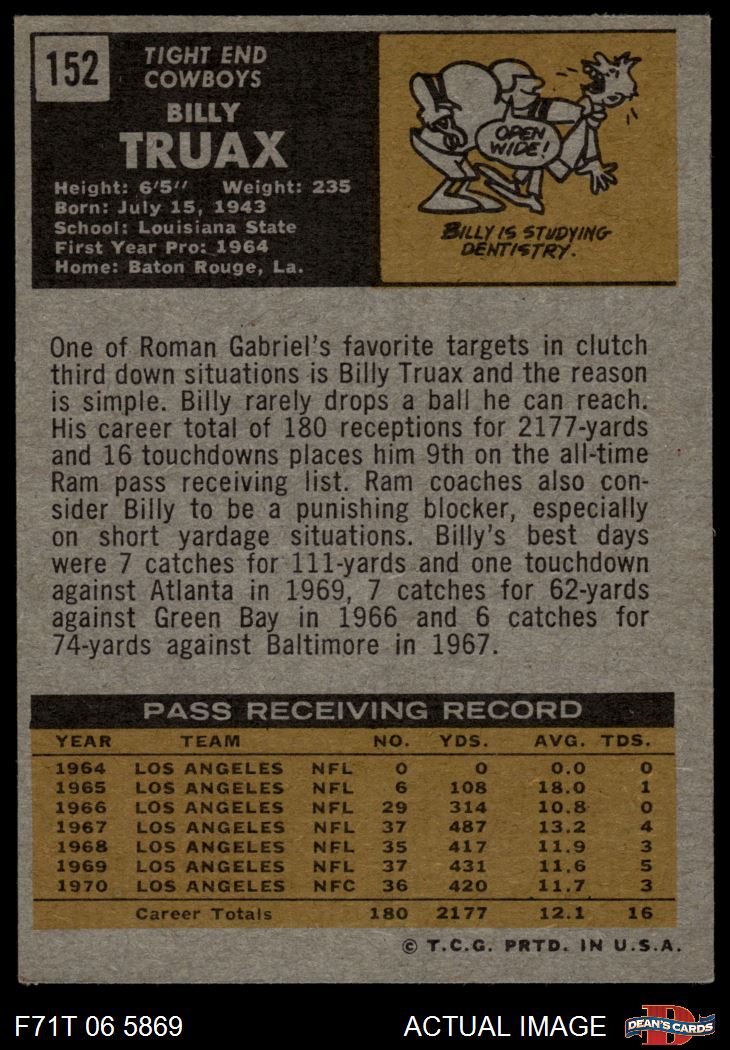 152
TIGHT END
COWBOYS
BILLY
TRUAX
Height: 6'5" Weight: 235
Born: July 15, 1943
School: Louisiana State
First Year Pro: 1964
Home: Baton Rouge, La.
OPEN
WIDE!
BILLY IS STUDYING
DENTISTRY.
One of Roman Gabriel's favorite targets in clutch
third down situations is Billy Truax and the reason
is simple. Billy rarely drops a ball he can reach.
His career total of 180 receptions for 2177-yards
and 16 touchdowns places him 9th on the all-time
Ram pass receiving list. Ram coaches also con-
sider Billy to be a punishing blocker, especially
on short yardage situations. Billy's best days
were 7 catches for 111-yards and one touchdown
against Atlanta in 1969, 7 catches for 62-yards
against Green Bay in 1966 and 6 catches for
74-yards against Baltimore in 1967.
PASS RECEIVING RECORD
YEAR TEAM NO. YDS. AVG. TDS.
1964 LOS ANGELES NFL 0 0 0.0 0
1965 LOS ANGELES NFL 6 108 18.0 1
1966 LOS ANGELES NFL 29 314 10.8 0
1967 LOS ANGELES NFL 37 487 13.2 4
1968 LOS ANGELES NFL 35 417 11.9 3
1969 LOS ANGELES NFL 37 431 11.6 5
1970 LOS ANGELES NFC 36 420 11.7 3
Career Totals 180 2177 12.1 16
© T.C.G. PRTD. IN U.S.A.
F71T 06 5869 ACTUAL IMAGE
D
DEAN'S CARDS